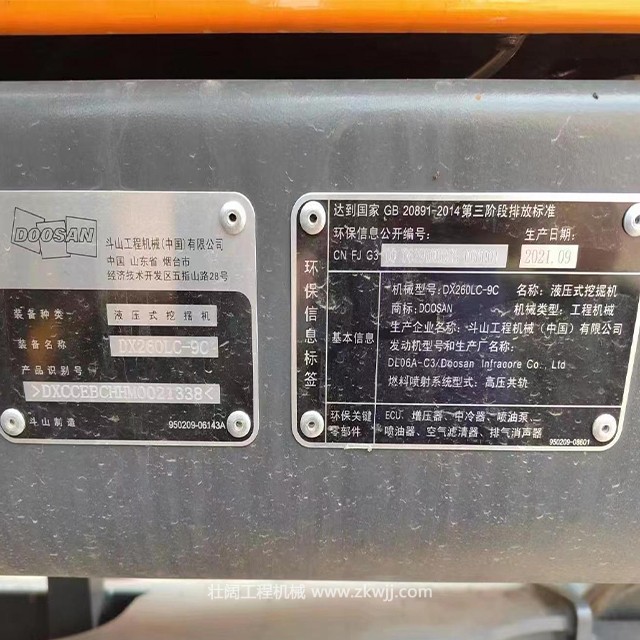 DOOSAN
斗山工程机械(中国)有限公司
中国 山东省 烟台市
经济技术开发区五指山路28号
装备种类: 液压式挖掘机
装备名称 DX260LC-9C
产品识别号
斗山制造 950209-06143A
达到国家 GB 20891-2014第三阶段排放标准
环保信息公开编号: 生产日期:
CN FJ G3 2021.09
环保信息标签
机械型号: DX260LC-9C 名称: 液压式挖掘机
商标: DOOSAN 机械类型: 工程机械
基本信息
生产企业名称: 斗山工程机械(中国)有限公司
发动机型号和生产厂名称:
DL06A-C3/Doosan Infracore Co., Ltd
燃料喷射系统型式: 高压共轨
环保关键零部件
ECU、增压器、中冷器、喷油泵、
喷油器、空气滤清器、排气消声器
950209-08601
壮阔工程机械 www.zkwjj.com